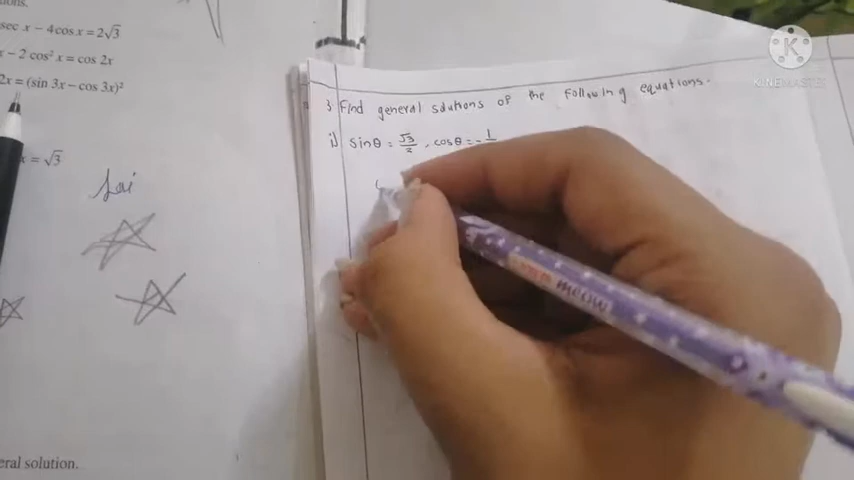 sec x − 4cos x = 2√3
x − 2 cos² x = cos 2x
2x = (sin 3x − cos 3x)²
x = √3
Sai
eral solution.
3 Find general solutions of the following equations.
i) sinθ = √3/2 , cosθ = -1
meow
KINEMASTER